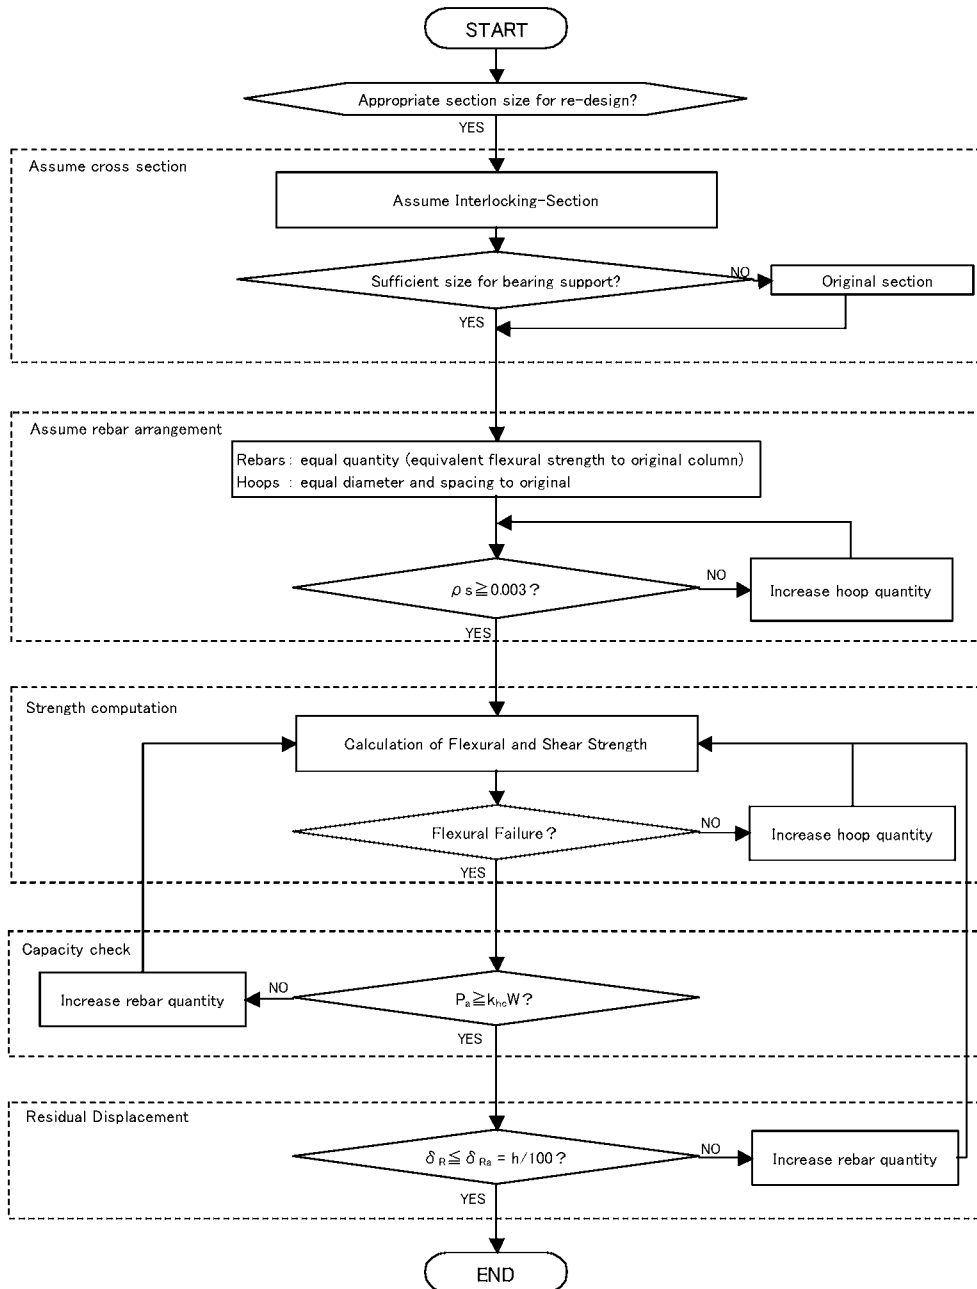 START
Appropriate section size for re-design?
YES
Assume cross section
Assume Interlocking-Section
Sufficient size for bearing support?
NO
Original section
YES
Assume rebar arrangement
Rebars : equal quantity (equivalent flexural strength to original column)
Hoops : equal diameter and spacing to original
ρs≧0.003?
NO
Increase hoop quantity
YES
Strength computation
Calculation of Flexural and Shear Strength
Flexural Failure?
NO
Increase hoop quantity
YES
Capacity check
Increase rebar quantity
NO
Pa≧khcW?
YES
Residual Displacement
δR≦δRa = h/100?
NO
Increase rebar quantity
YES
END